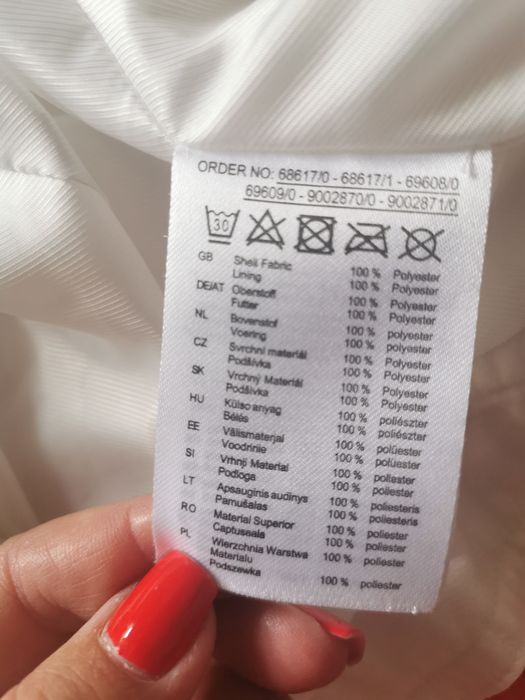 ORDER NO: 68617/0 - 68617/1 - 69608/0
69609/0 - 9002870/0 - 9002871/0
30
GB Shell Fabric 100 % Polyester
Lining 100 % Polyester
DE/AT Oberstoff 100 % Polyester
Futter 100 % Polyester
NL Bovenstof 100 % polyester
Voering 100 % polyester
CZ Svrchní materiál 100 % Polyester
Podšívka 100 % Polyester
SK Vrchný Materiál 100 % Polyester
Podšívka 100 % Polyester
HU Külso anyag 100 % poliészter
Bélés 100 % poliészter
EE Välismaterjal 100 % polüester
Voodriie 100 % polüester
SI Vrhnji Material 100 % poliester
Podloga 100 % poliester
LT Apsauginis audinys 100 % poliesteris
Pamušalas 100 % poliesteris
RO Material Superior 100 % poliester
Captuseala 100 % poliester
PL Wierzchnia Warstwa 100 % poliester
Materialu
Podszewka 100 % poliester